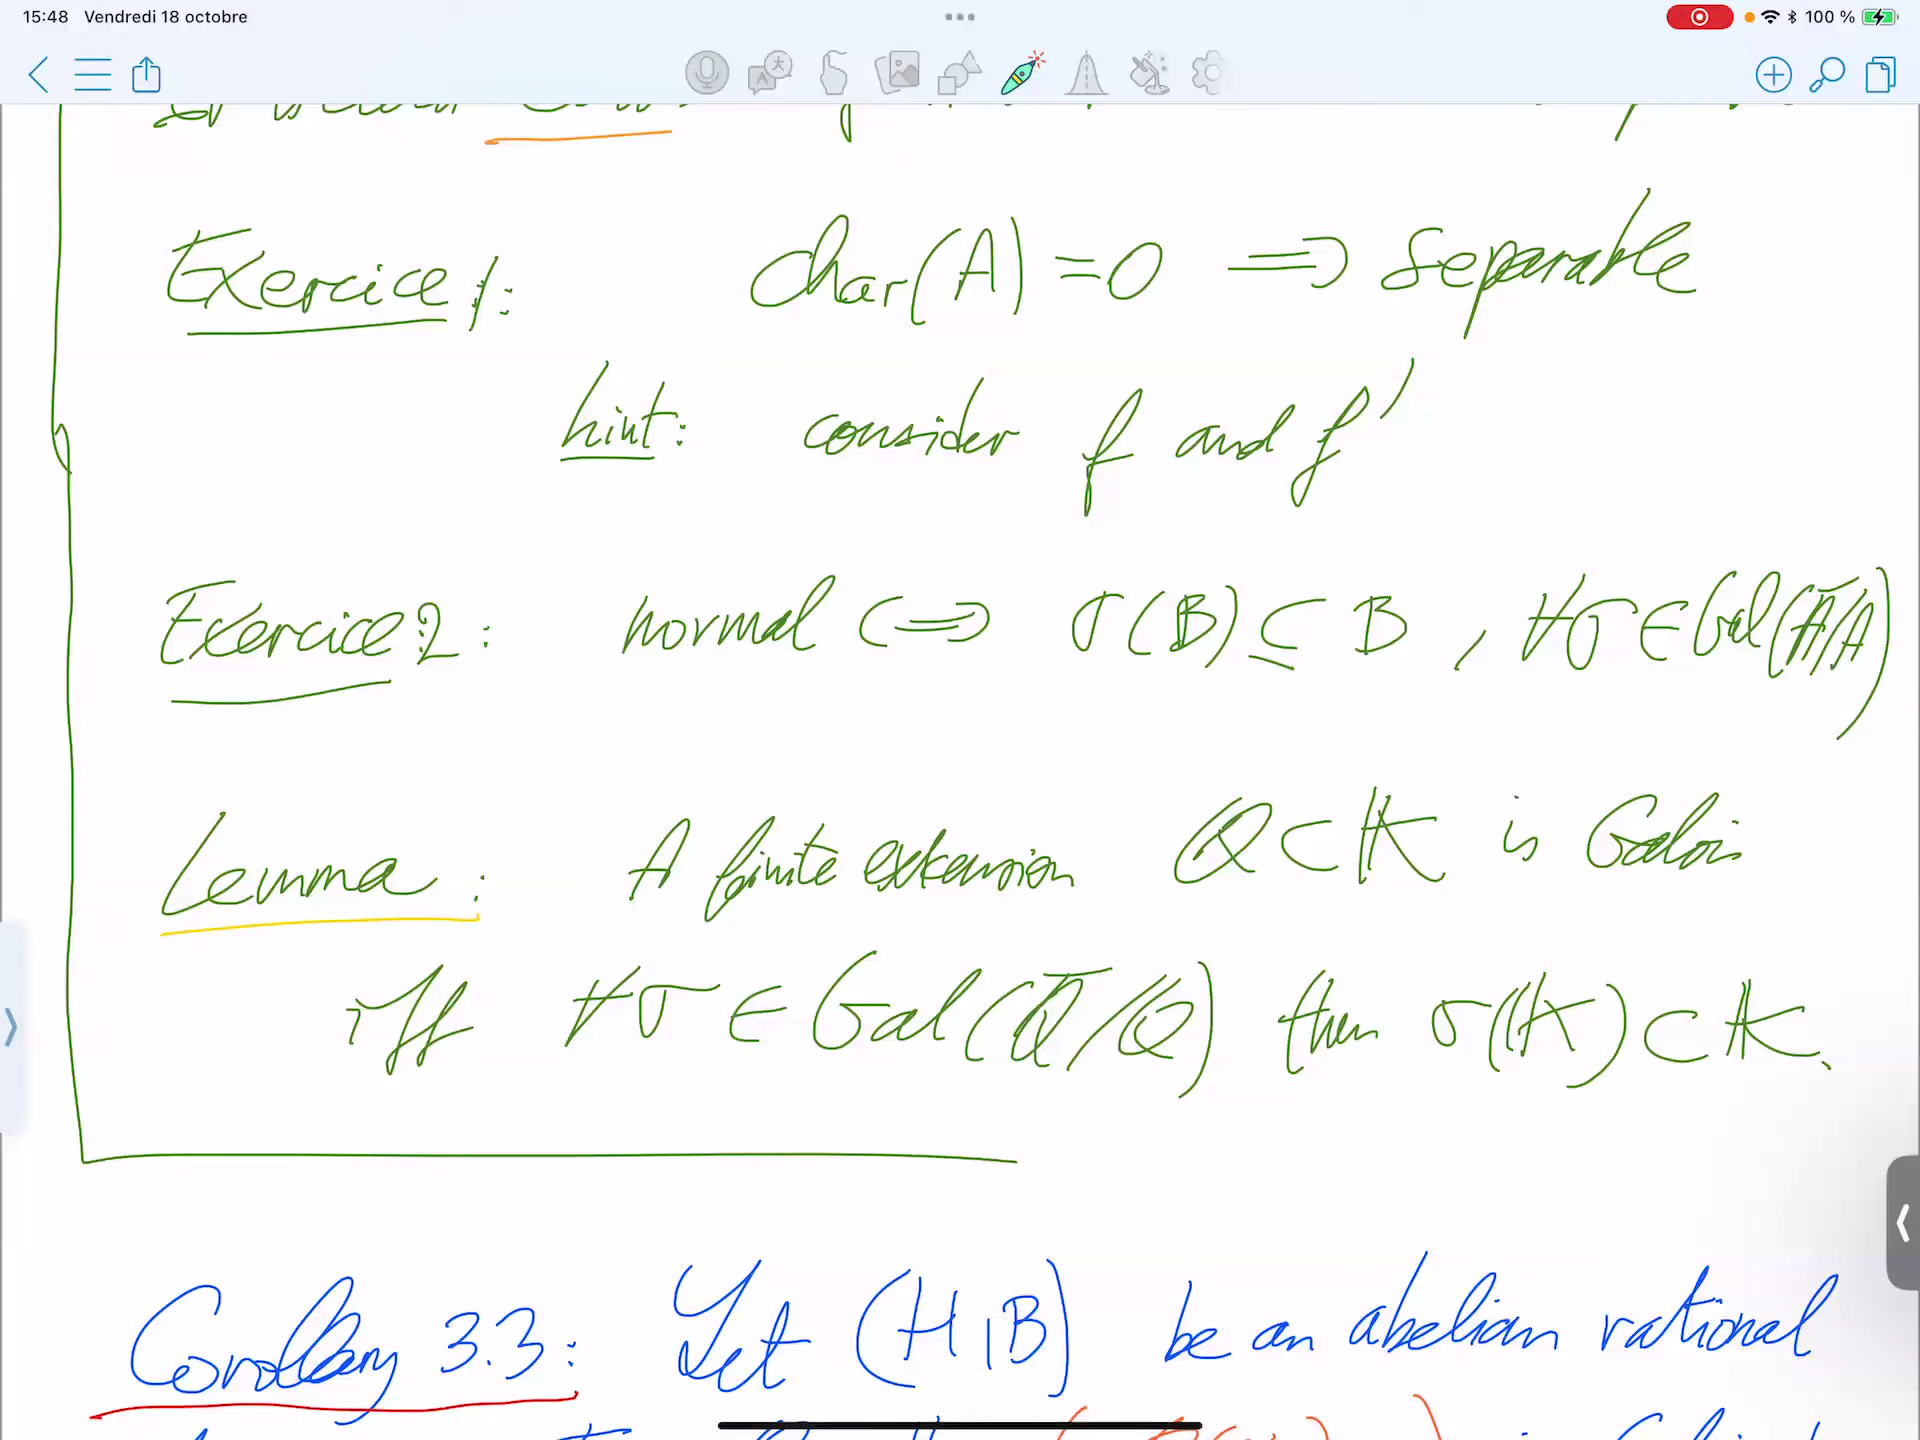 15:48 Vendredi 18 octobre 100 %
Exercice 1: char(A) = 0 ⟹ separable
hint: consider f and f'
Exercice 2: normal ⟺ σ(B) ⊆ B, ∀σ ∈ Gal(Ā/A)
Lemma: A finite extension ℚ ⊂ 𝕂 is Galois
iff ∀σ ∈ Gal(ℚ̄/ℚ) then σ(𝕂) ⊂ 𝕂.
Corollary 3.3: Let (H,B) be an abelian rational